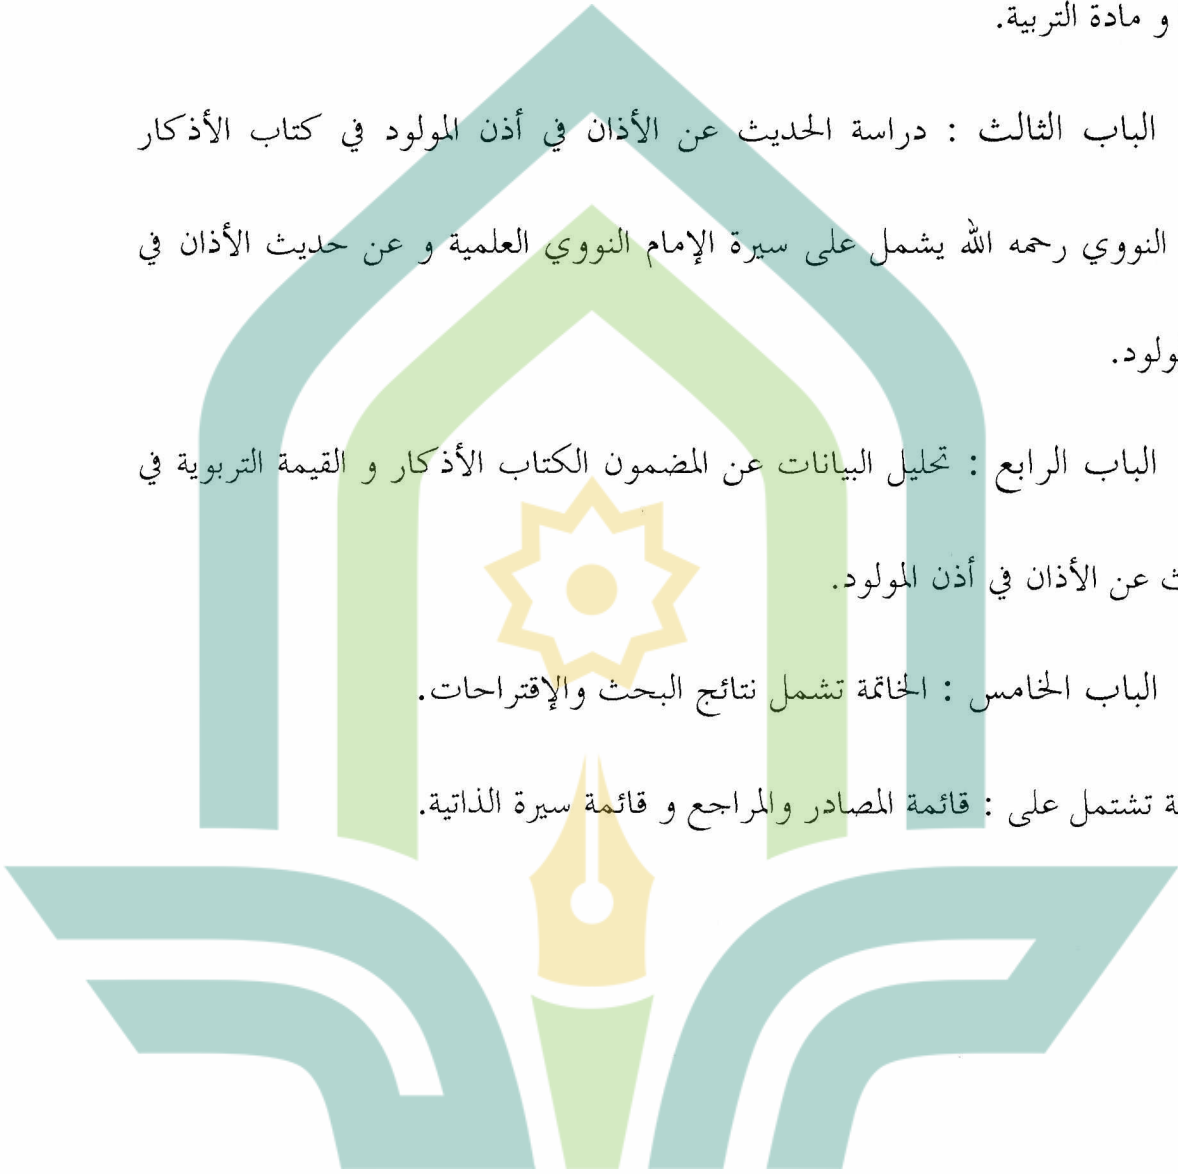 و مادة التربية.
الباب الثالث : دراسة الحديث عن الأذان في أذن المولود في كتاب الأذكار
النووي رحمه الله يشمل على سيرة الإمام النووي العلمية و عن حديث الأذان في
الباب الرابع : تحليل البيانات عن المضمون الكتاب الأذكار و القيمة التربوية في
عن الأذان في أذن المولود.
الباب الخامس : الخاتمة تشمل نتائج البحث والإقتراحات.
تشتمل على : قائمة المصادر والمراجع و قائمة سيرة الذاتية.